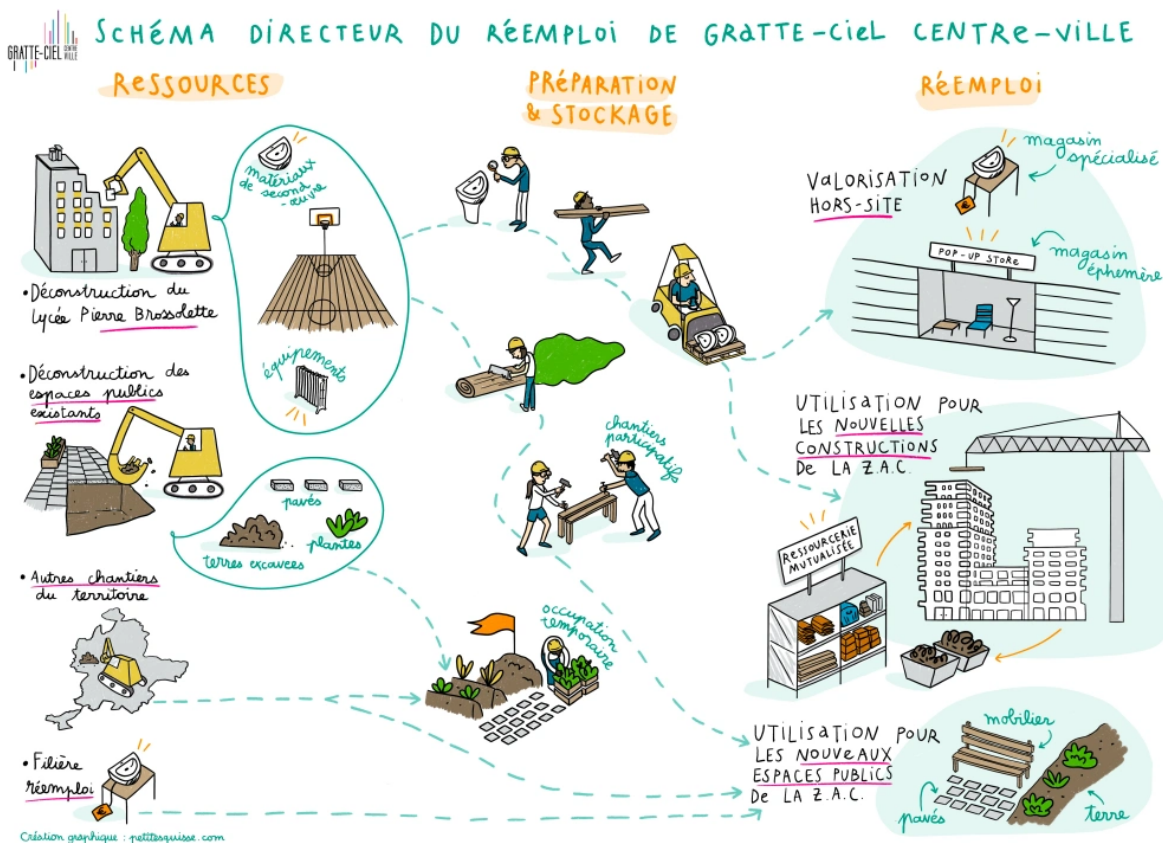 GRATTE-CIEL CENTRE VILLE
SCHéMA DIRECTEUR DU RéEMPLOI DE GRATTE-CIEL CENTRE-VILLE
RESSOURCES
matériaux
de second
-œuvre
équipements
• Déconstruction du
lycée Pierre Brossolette
• Déconstruction des
espaces publics
existants
pavés
terres excavées
plantes
• Autres chantiers
du territoire
• Filière
réemploi
€
PRÉPARATION
& STOCKAGE
chantiers
participatifs
occupation
temporaire
RÉEMPLOI
VALORISATION
HORS-SITE
magasin
spécialisé
€
POP-UP STORE
magasin
éphemère
UTILISATION POUR
LES NOUVELLES
CONSTRUCTIONS
DE LA Z.A.C.
RESSOURCERIE
MUTUALISÉE
UTILISATION POUR
LES NOUVEAUX
ESPACES PUBLICS
DE LA Z.A.C.
mobilier
pavés
terre
Création graphique : petitesquisse.com